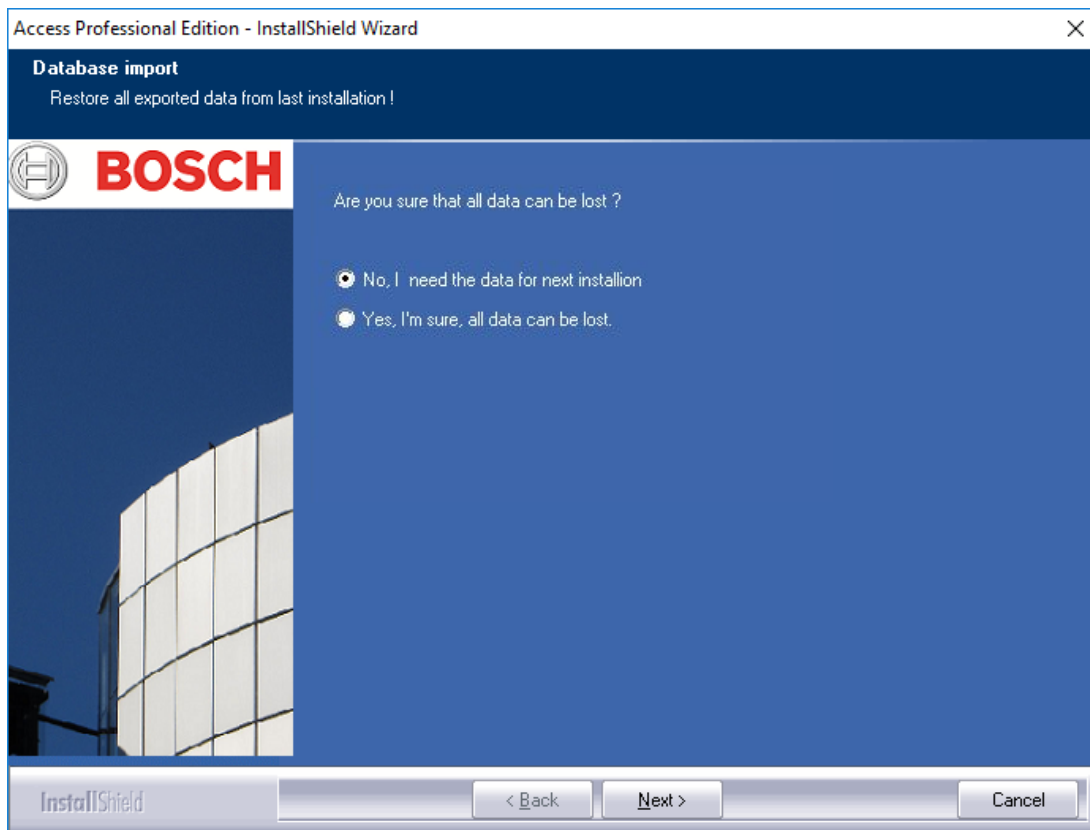 Access Professional Edition - InstallShield Wizard
Database import
Restore all exported data from last installation !
BOSCH
Are you sure that all data can be lost ?
No, I need the data for next installion
Yes, I'm sure, all data can be lost.
InstallShield
< Back
Next >
Cancel